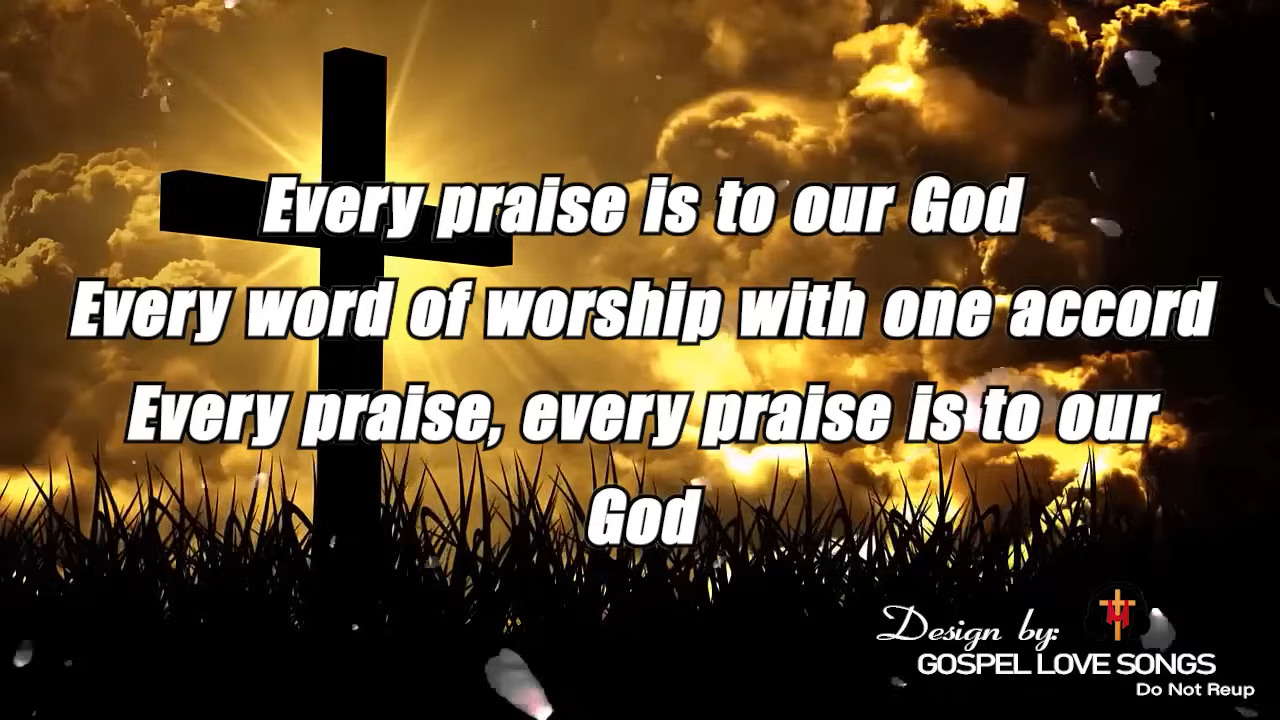 Every praise is to our God
Every word of worship with one accord
Every praise, every praise is to our
God
Design by:
GOSPEL LOVE SONGS
Do Not Reup